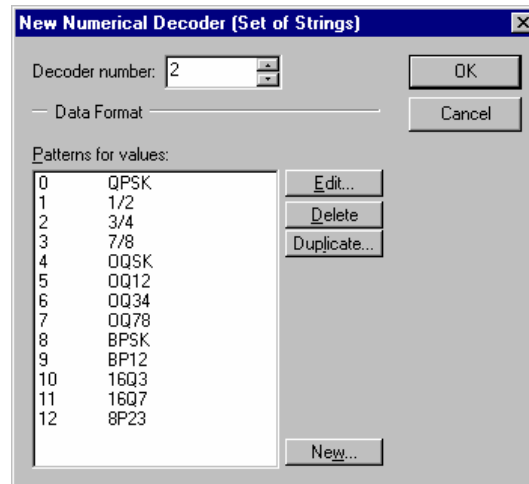 New Numerical Decoder (Set of Strings)
Decoder number: 2
OK
Data Format
Cancel
Patterns for values:
0 QPSK
1 1/2
2 3/4
3 7/8
4 OQSK
5 OQ12
6 OQ34
7 OQ78
8 BPSK
9 BP12
10 16Q3
11 16Q7
12 8P23
Edit...
Delete
Duplicate...
New...